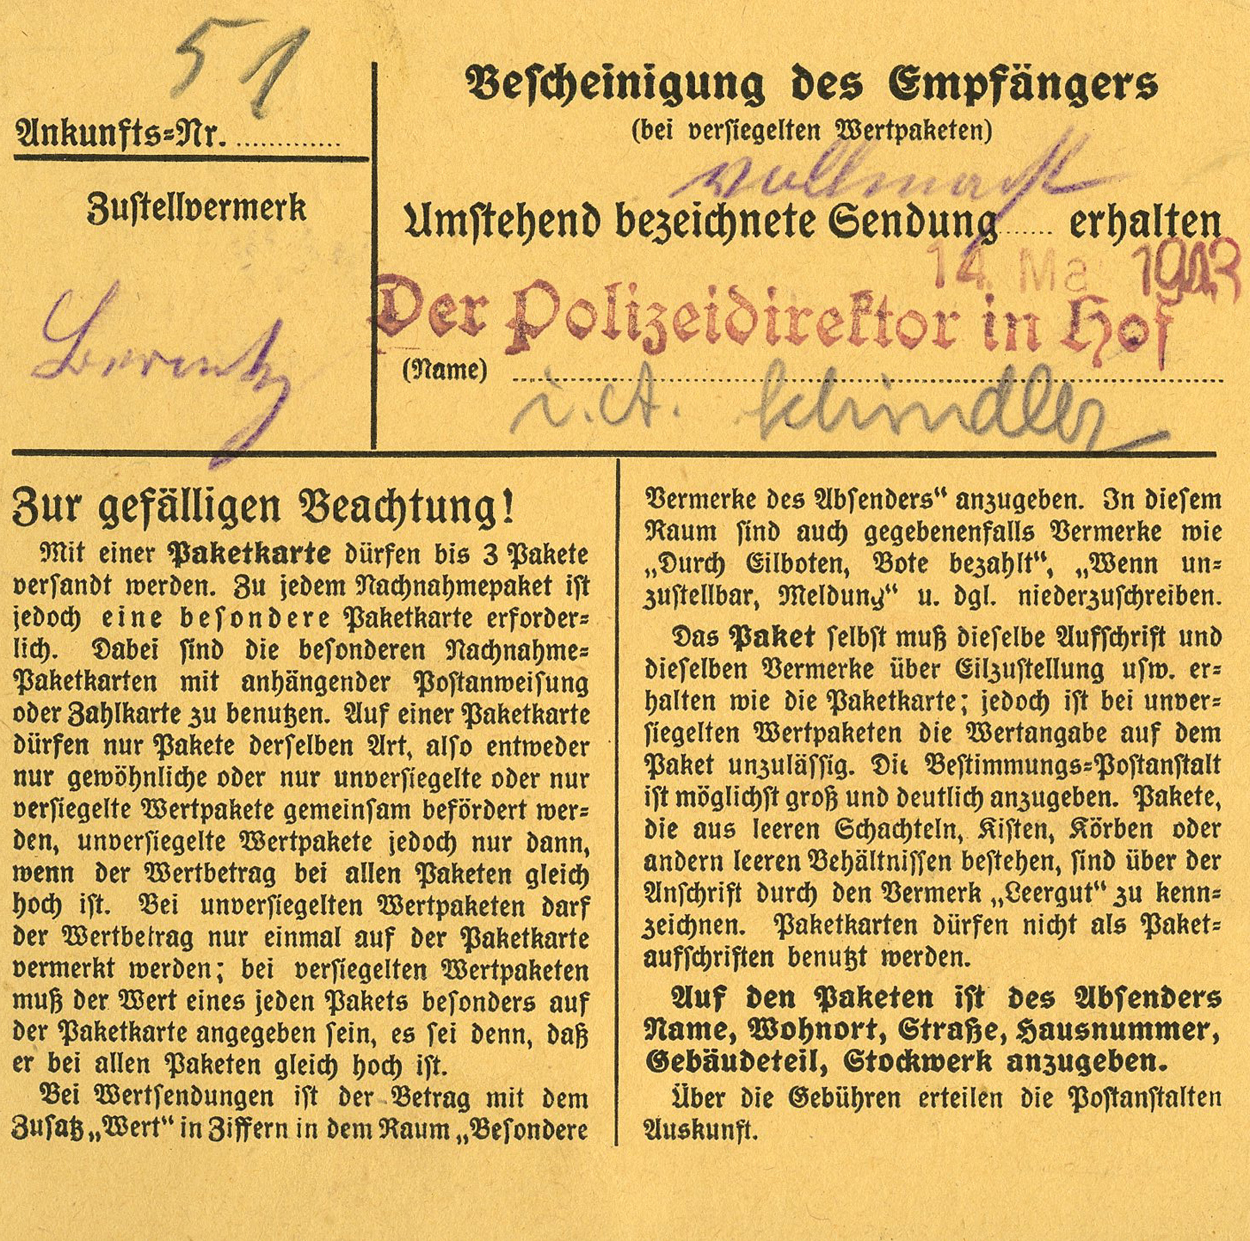 51
Ankunfts-Nr.
Zustellvermerk
Bescheinigung des Empfängers
(bei versiegelten Wertpaketen)
Vollmacht
Umstehend bezeichnete Sendung erhalten
14. Mai 1943
Der Polizeidirektor in Hof
(Name)
i. A. Schindler
Zur gefälligen Beachtung!
Mit einer Paketkarte dürfen bis 3 Pakete
versandt werden. Zu jedem Nachnahmepaket ist
jedoch eine besondere Paketkarte erforder-
lich. Dabei sind die besonderen Nachnahme-
Paketkarten mit anhängender Postanweisung
oder Zahlkarte zu benutzen. Auf einer Paketkarte
dürfen nur Pakete derselben Art, also entweder
nur gewöhnliche oder nur unversiegelte oder nur
versiegelte Wertpakete gemeinsam befördert wer-
den, unversiegelte Wertpakete jedoch nur dann,
wenn der Wertbetrag bei allen Paketen gleich
hoch ist. Bei unversiegelten Wertpaketen darf
der Wertbetrag nur einmal auf der Paketkarte
vermerkt werden; bei versiegelten Wertpaketen
muß der Wert eines jeden Pakets besonders auf
der Paketkarte angegeben sein, es sei denn, daß
er bei allen Paketen gleich hoch ist.
Bei Wertsendungen ist der Betrag mit dem
Zusatz „Wert“ in Ziffern in dem Raum „Besondere
Vermerke des Absenders“ anzugeben. In diesem
Raum sind auch gegebenenfalls Vermerke wie
„Durch Eilboten, Bote bezahlt“, „Wenn un-
zustellbar, Meldung“ u. dgl. niederzuschreiben.
Das Paket selbst muß dieselbe Aufschrift und
dieselben Vermerke über Eilzustellung usw. er-
halten wie die Paketkarte; jedoch ist bei unver-
siegelten Wertpaketen die Wertangabe auf dem
Paket unzulässig. Die Bestimmungs-Postanstalt
ist möglichst groß und deutlich anzugeben. Pakete,
die aus leeren Schachteln, Kisten, Körben oder
andern leeren Behältnissen bestehen, sind über der
Anschrift durch den Vermerk „Leergut“ zu kenn-
zeichnen. Paketkarten dürfen nicht als Paket-
aufschriften benutzt werden.
Auf den Paketen ist des Absenders
Name, Wohnort, Straße, Hausnummer,
Gebäudeteil, Stockwerk anzugeben.
Über die Gebühren erteilen die Postanstalten
Auskunft.